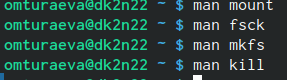 omturaeva@dk2n22 ~ $ man mount
omturaeva@dk2n22 ~ $ man fsck
omturaeva@dk2n22 ~ $ man mkfs
omturaeva@dk2n22 ~ $ man kill